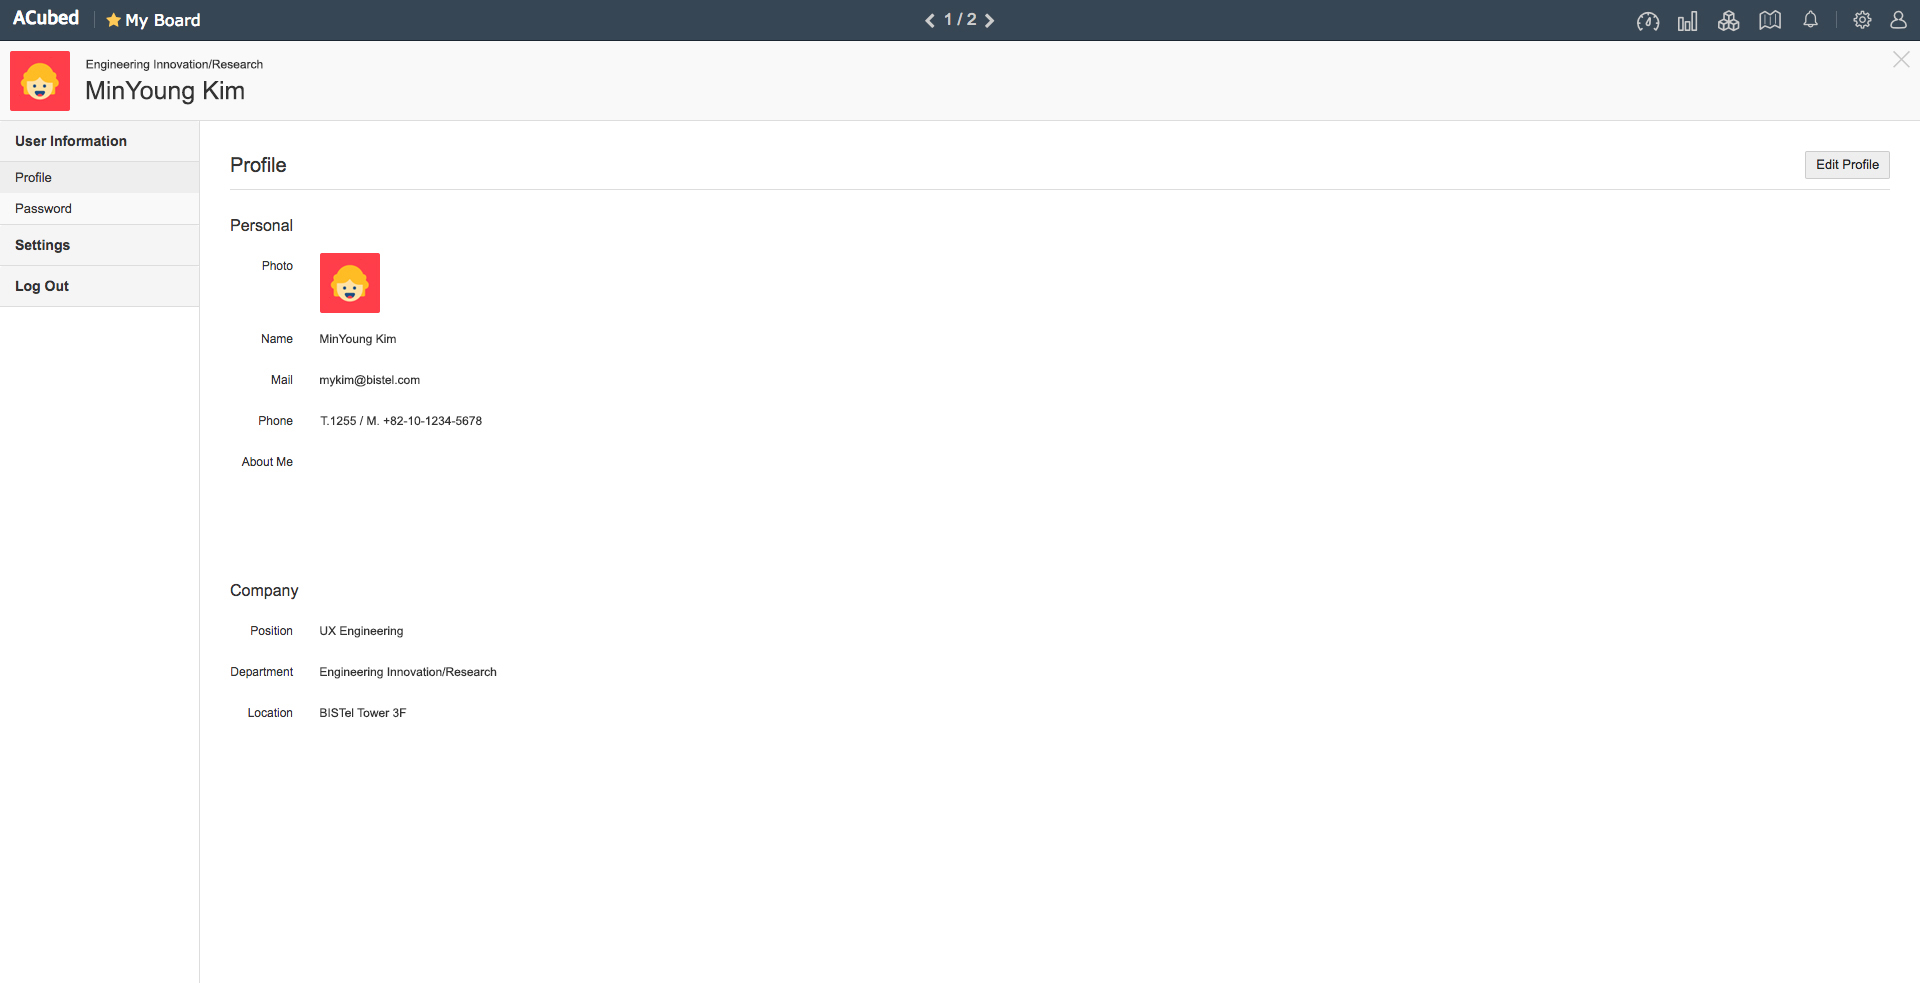 ACubed
My Board
1 / 2
Engineering Innovation/Research
MinYoung Kim
User Information
Profile
Password
Settings
Log Out
Profile
Edit Profile
Personal
Photo
Name MinYoung Kim
Mail mykim@bistel.com
Phone T.1255 / M. +82-10-1234-5678
About Me
Company
Position UX Engineering
Department Engineering Innovation/Research
Location BISTel Tower 3F